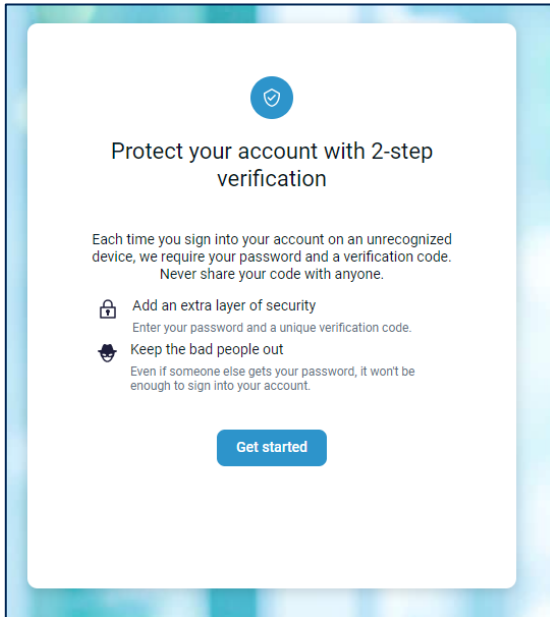 Protect your account with 2-step
verification
Each time you sign into your account on an unrecognized
device, we require your password and a verification code.
Never share your code with anyone.
Add an extra layer of security
Enter your password and a unique verification code.
Keep the bad people out
Even if someone else gets your password, it won't be
enough to sign into your account.
Get started